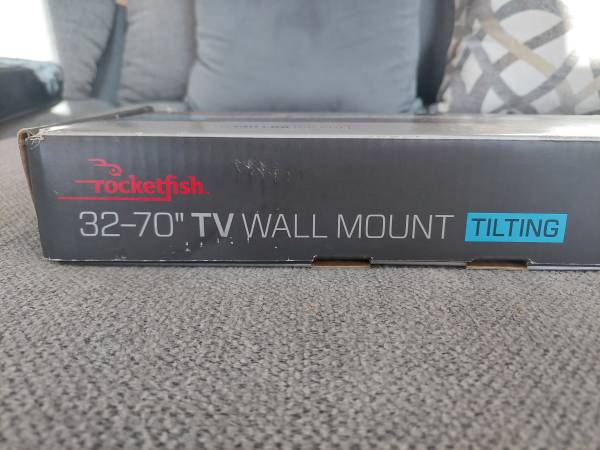 rocketfish
32-70" TV WALL MOUNT TILTING